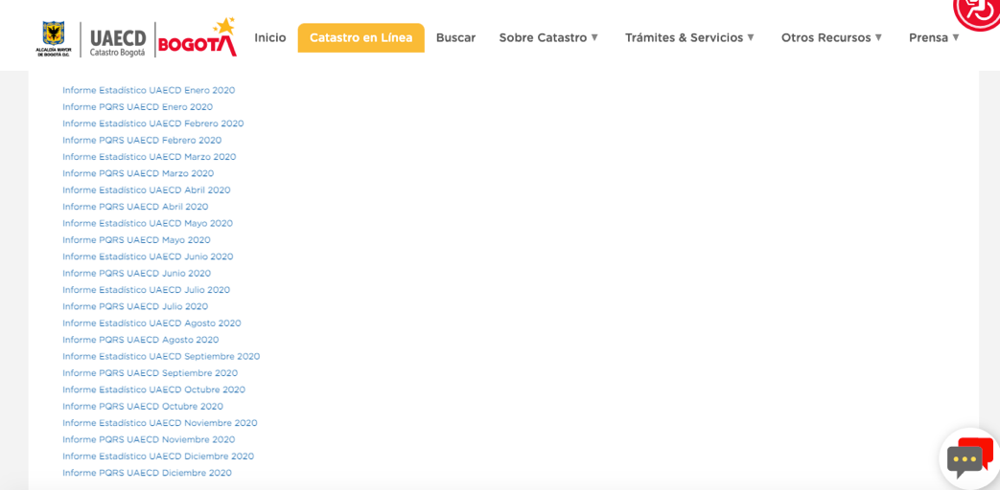 ALCALDÍA MAYOR
DE BOGOTÁ D.C.
UAECD
Catastro Bogotá
BOGOTÁ
Inicio
Catastro en Línea
Buscar
Sobre Catastro ▼
Trámites & Servicios ▼
Otros Recursos ▼
Prensa ▼
Informe Estadístico UAECD Enero 2020
Informe PQRS UAECD Enero 2020
Informe Estadístico UAECD Febrero 2020
Informe PQRS UAECD Febrero 2020
Informe Estadístico UAECD Marzo 2020
Informe PQRS UAECD Marzo 2020
Informe Estadístico UAECD Abril 2020
Informe PQRS UAECD Abril 2020
Informe Estadístico UAECD Mayo 2020
Informe PQRS UAECD Mayo 2020
Informe Estadístico UAECD Junio 2020
Informe PQRS UAECD Junio 2020
Informe Estadístico UAECD Julio 2020
Informe PQRS UAECD Julio 2020
Informe Estadístico UAECD Agosto 2020
Informe PQRS UAECD Agosto 2020
Informe Estadístico UAECD Septiembre 2020
Informe PQRS UAECD Septiembre 2020
Informe Estadístico UAECD Octubre 2020
Informe PQRS UAECD Octubre 2020
Informe Estadístico UAECD Noviembre 2020
Informe PQRS UAECD Noviembre 2020
Informe Estadístico UAECD Diciembre 2020
Informe PQRS UAECD Diciembre 2020